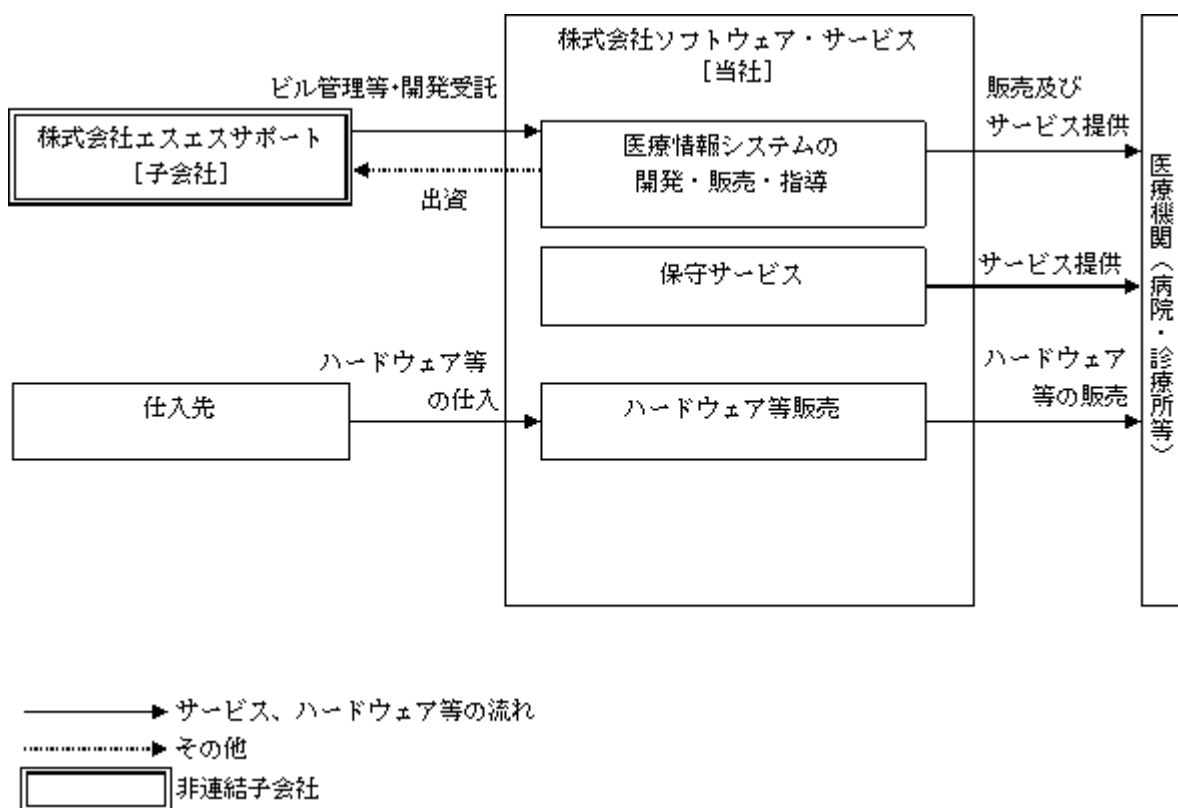 株式会社ソフトウェア・サービス
[当社]
ビル管理等・開発受託
株式会社エスエスサポート
[子会社]
出資
医療情報システムの
開発・販売・指導
販売及び
サービス提供
保守サービス
サービス提供
仕入先
ハードウェア等
の仕入
ハードウェア等販売
ハードウェア
等の販売
医療機関（病院・診療所等）
サービス、ハードウェア等の流れ
その他
非連結子会社